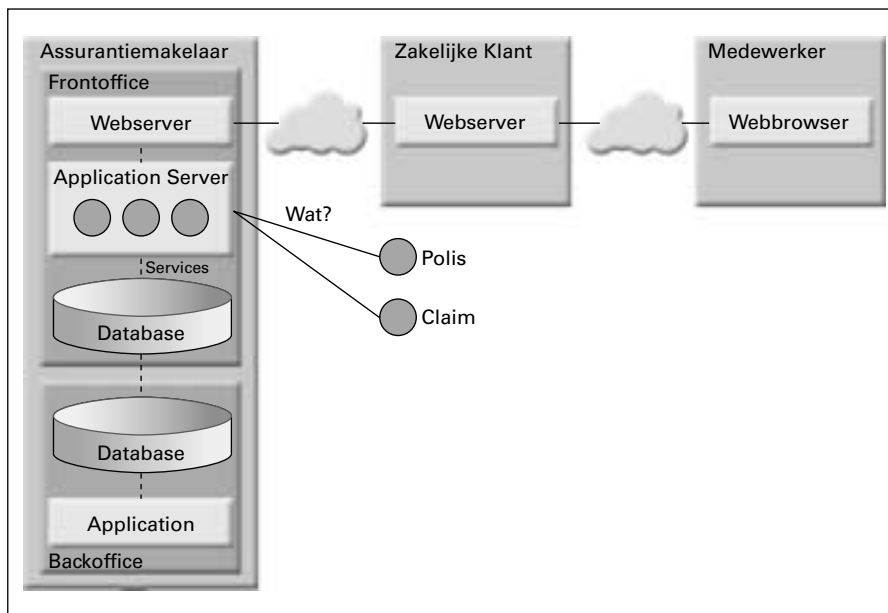 Assurantiemakelaar
Frontoffice
Webserver
Application Server
Services
Database
Database
Application
Backoffice
Zakelijke Klant
Webserver
Medewerker
Webbrowser
Wat?
Polis
Claim